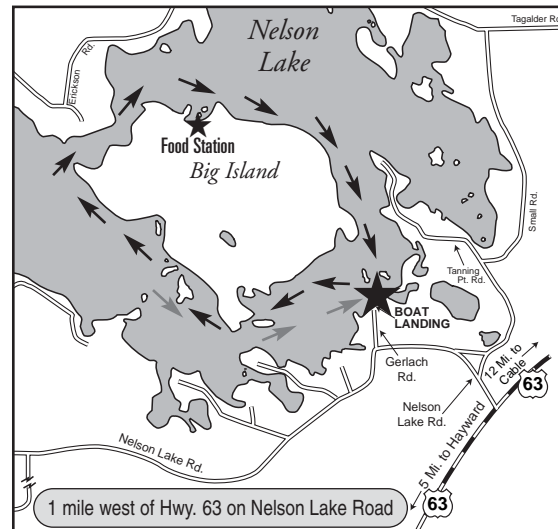 Nelson
Lake
Tagalder Rd.
Erickson
Rd.
Food Station
Big Island
Small Rd.
Tanning
Pt. Rd.
BOAT
LANDING
Gerlach
Rd.
12 Mi. to
Cable
63
Nelson
Lake Rd.
5 Mi. to Hayward
Nelson Lake Rd.
1 mile west of Hwy. 63 on Nelson Lake Road
63